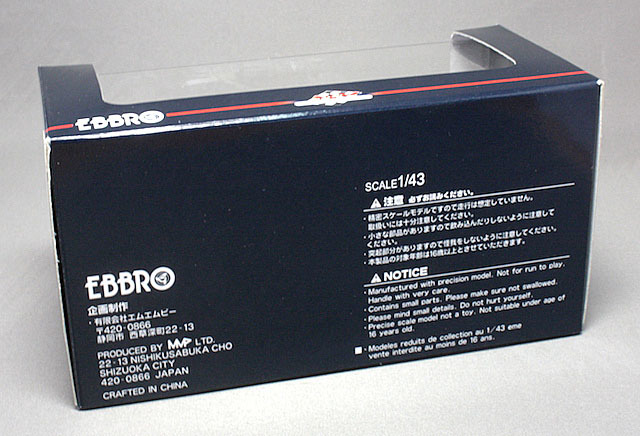 EBBRO
SCALE 1/43
注意 必ずお読みください。
・精密スケールモデルですので走行は想定していません。
取扱いには十分注意してください。
・小さな部品がありますので飲み込んだりしないように注意して
ください。
・突起部分がありますので怪我をしないように注意してください。
・本製品の対象年齢は16歳以上とさせていただきます。
NOTICE
・Manufactured with precision model. Not for run to play.
Handle with very care.
・Contains small parts. Please make sure not swallowed.
・Please mind small details. Do not hurt yourself.
・Precise scale model not a toy. Not suitable under age of
16 years old.
・Modeles reduits de collection au 1/43 eme
vente interdite au moins de 16 ans.
EBBRO
企画制作
・有限会社エムエムピー
〒420-0866
静岡市 西草深町22-13
PRODUCED BY MMP LTD.
22-13 NISHIKUSABUKA CHO
SHIZUOKA CITY
420-0866 JAPAN
CRAFTED IN CHINA